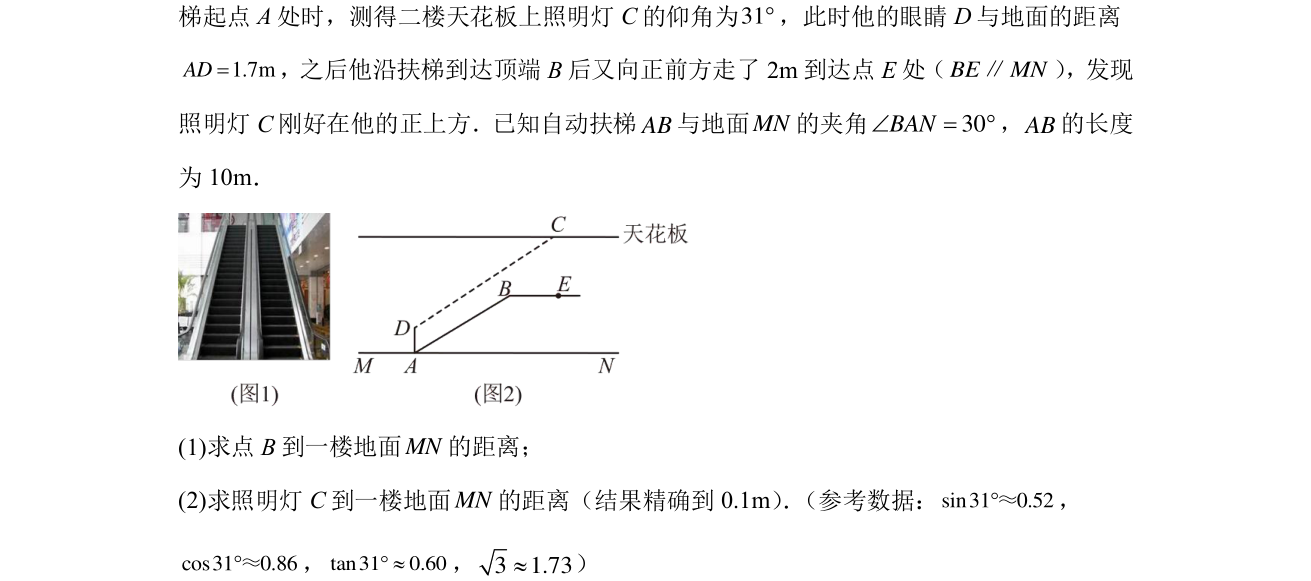 梯起点 A 处时，测得二楼天花板上照明灯 C 的仰角为31°，此时他的眼睛 D 与地面的距离
AD=1.7m，之后他沿扶梯到达顶端 B 后又向正前方走了 2m 到达点 E 处（BE∥MN），发现
照明灯 C 刚好在他的正上方．已知自动扶梯 AB 与地面 MN 的夹角∠BAN=30°，AB 的长度
为 10m．
C
天花板
B
E
D
M
A
N
(图1)
(图2)
(1)求点 B 到一楼地面 MN 的距离；
(2)求照明灯 C 到一楼地面 MN 的距离（结果精确到 0.1m）．（参考数据：sin31°≈0.52，
cos31°≈0.86，tan31°≈0.60，√3≈1.73）